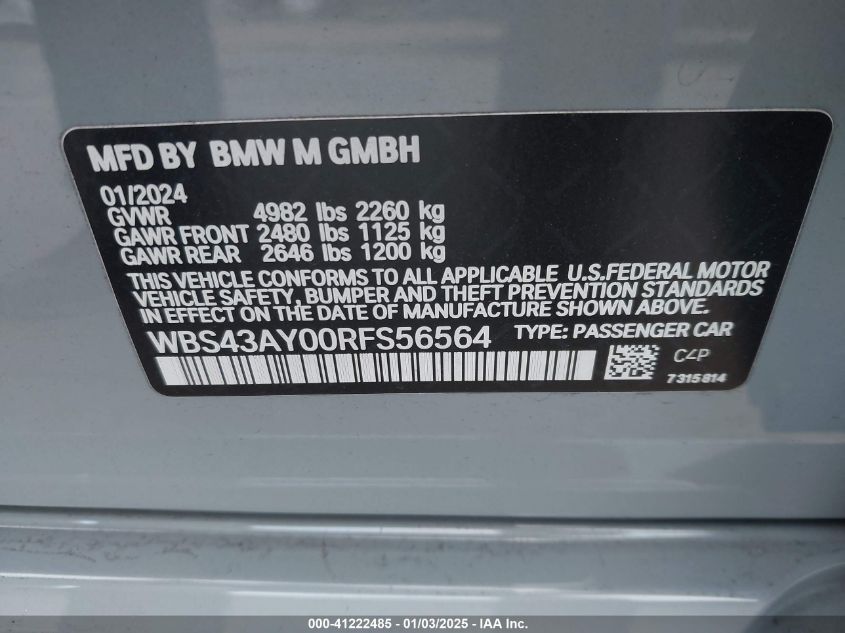 MFD BY BMW M GMBH
01/2024
GVWR 4982 lbs 2260 kg
GAWR FRONT 2480 lbs 1125 kg
GAWR REAR 2646 lbs 1200 kg
THIS VEHICLE CONFORMS TO ALL APPLICABLE U.S.FEDERAL MOTOR
VEHICLE SAFETY, BUMPER AND THEFT PREVENTION STANDARDS
IN EFFECT ON THE DATE OF MANUFACTURE SHOWN ABOVE.
WBS43AY00RFS56564 TYPE: PASSENGER CAR
7315814
000-41222485 - 01/03/2025 - IAA Inc.